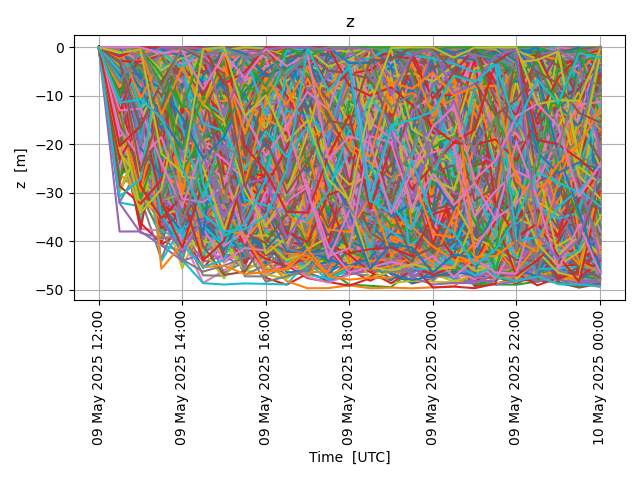 z
0
−10
−20
−30
−40
−50
z [m]
09 May 2025 12:00
09 May 2025 14:00
09 May 2025 16:00
09 May 2025 18:00
09 May 2025 20:00
09 May 2025 22:00
10 May 2025 00:00
Time [UTC]